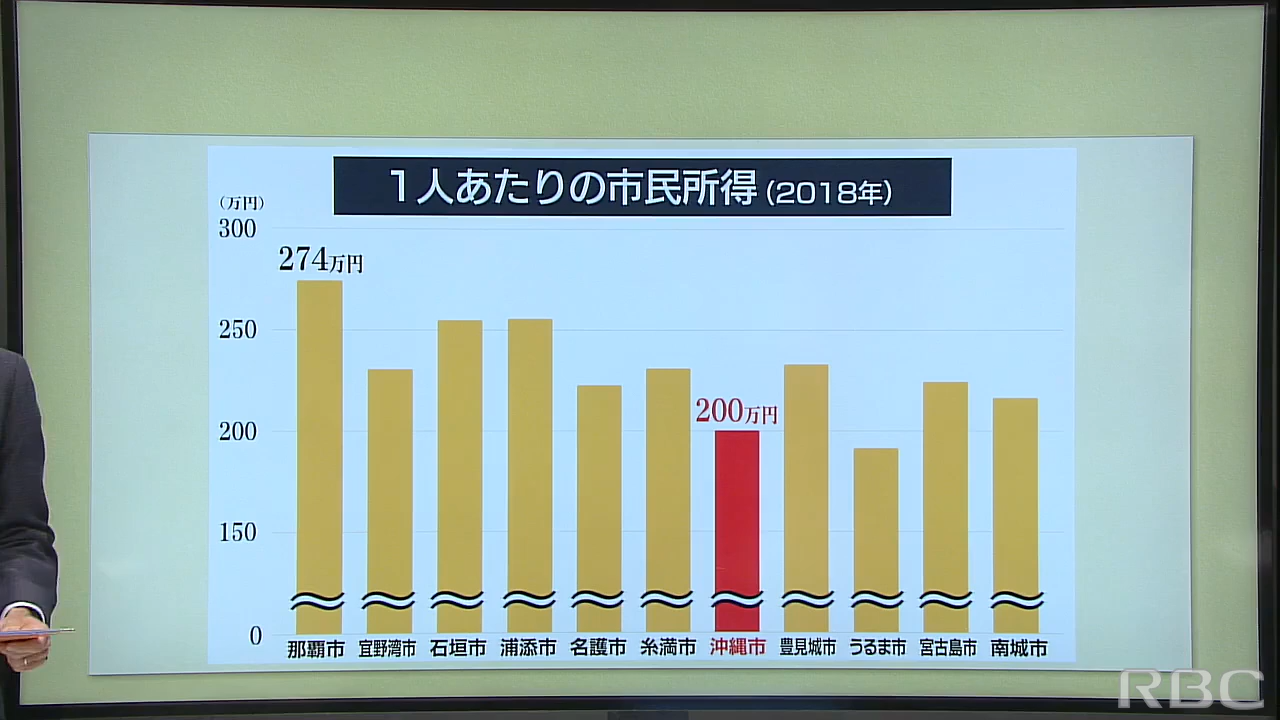 1人あたりの市民所得(2018年)
(万円)
300
274万円
250
200万円
200
150
0
那覇市 宜野湾市 石垣市 浦添市 名護市 糸満市 沖縄市 豊見城市 うるま市 宮古島市 南城市
RBC